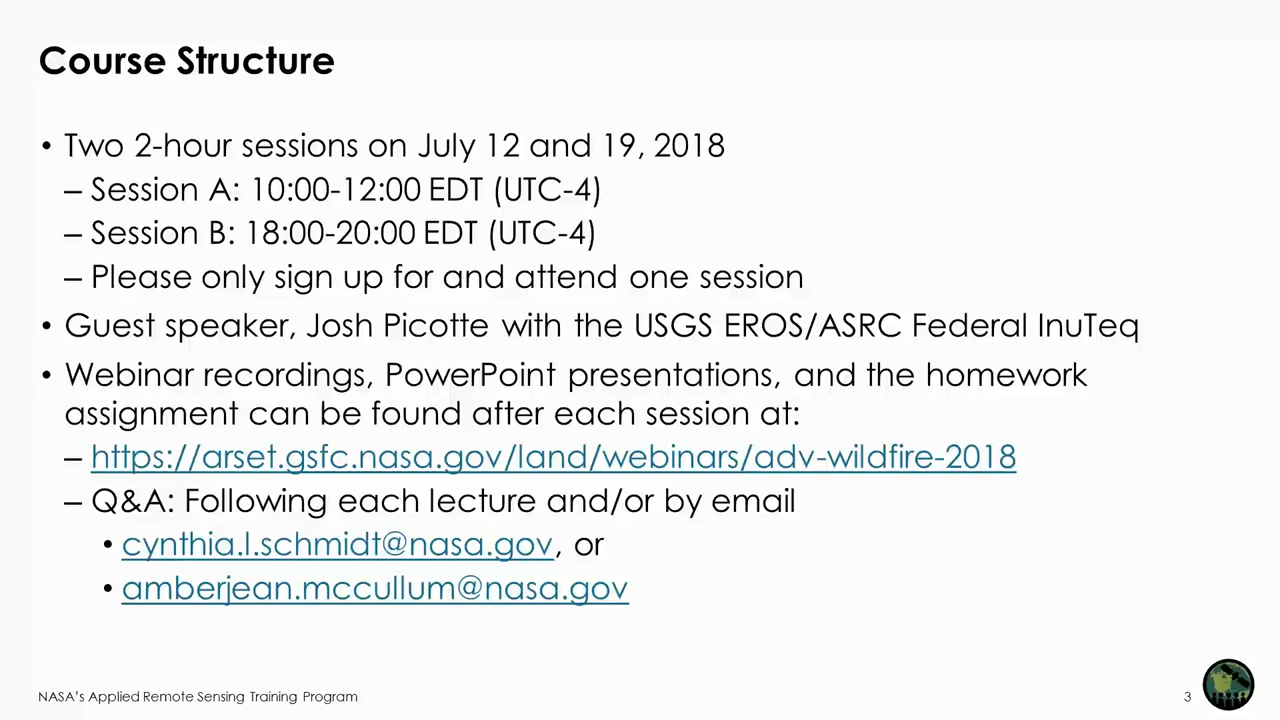 Course Structure
• Two 2-hour sessions on July 12 and 19, 2018
– Session A: 10:00-12:00 EDT (UTC-4)
– Session B: 18:00-20:00 EDT (UTC-4)
– Please only sign up for and attend one session
• Guest speaker, Josh Picotte with the USGS EROS/ASRC Federal InuTeq
• Webinar recordings, PowerPoint presentations, and the homework
assignment can be found after each session at:
– https://arset.gsfc.nasa.gov/land/webinars/adv-wildfire-2018
– Q&A: Following each lecture and/or by email
• cynthia.l.schmidt@nasa.gov, or
• amberjean.mccullum@nasa.gov
NASA's Applied Remote Sensing Training Program
3